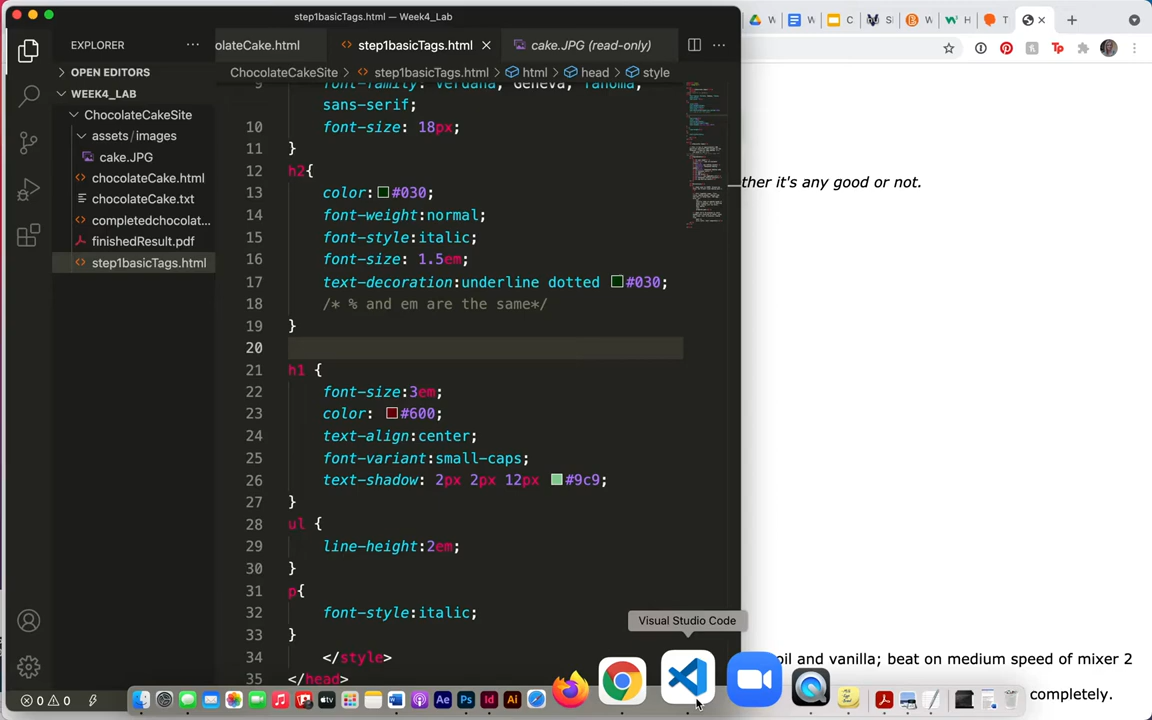 step1basicTags.html — Week4_Lab
EXPLORER
olateCake.html
step1basicTags.html
cake.JPG (read-only)
OPEN EDITORS
WEEK4_LAB
ChocolateCakeSite
assets/images
cake.JPG
chocolateCake.html
chocolateCake.txt
completedchocolat...
finishedResult.pdf
step1basicTags.html
ChocolateCakeSite > step1basicTags.html > html > head > style
9 font-family: Verdana, Geneva, Tahoma,
sans-serif;
10 font-size: 18px;
11 }
12 h2{
13 color:#030;
14 font-weight:normal;
15 font-style:italic;
16 font-size: 1.5em;
17 text-decoration:underline dotted #030;
18 /* % and em are the same*/
19 }
20
21 h1 {
22 font-size:3em;
23 color: #600;
24 text-align:center;
25 font-variant:small-caps;
26 text-shadow: 2px 2px 12px #9c9;
27 }
28 ul {
29 line-height:2em;
30 }
31 p{
32 font-style:italic;
33 }
34 </style>
35 </head>
0 0
Visual Studio Code
ther it's any good or not.
oil and vanilla; beat on medium speed of mixer 2
completely.